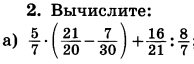 2. Вычислите:
а) 5/7 · (21/20 − 7/30) + 16/21 : 8/7;